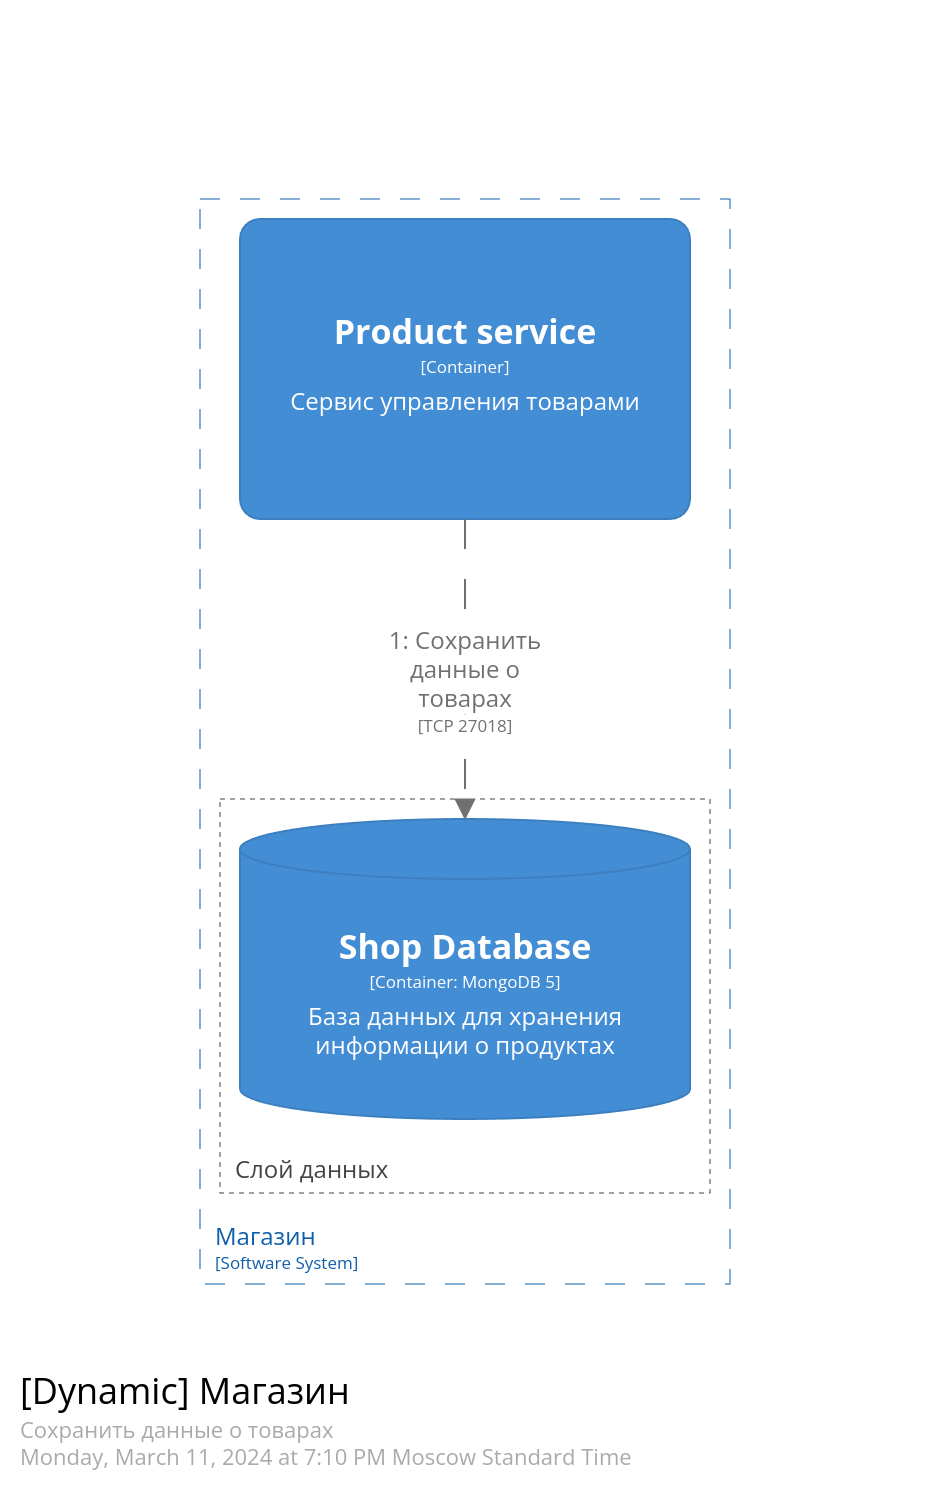 Product service
[Container]
Сервис управления товарами
1: Сохранить
данные о
товарах
[TCP 27018]
Shop Database
[Container: MongoDB 5]
База данных для хранения
информации о продуктах
Слой данных
Магазин
[Software System]
[Dynamic] Магазин
Сохранить данные о товарах
Monday, March 11, 2024 at 7:10 PM Moscow Standard Time